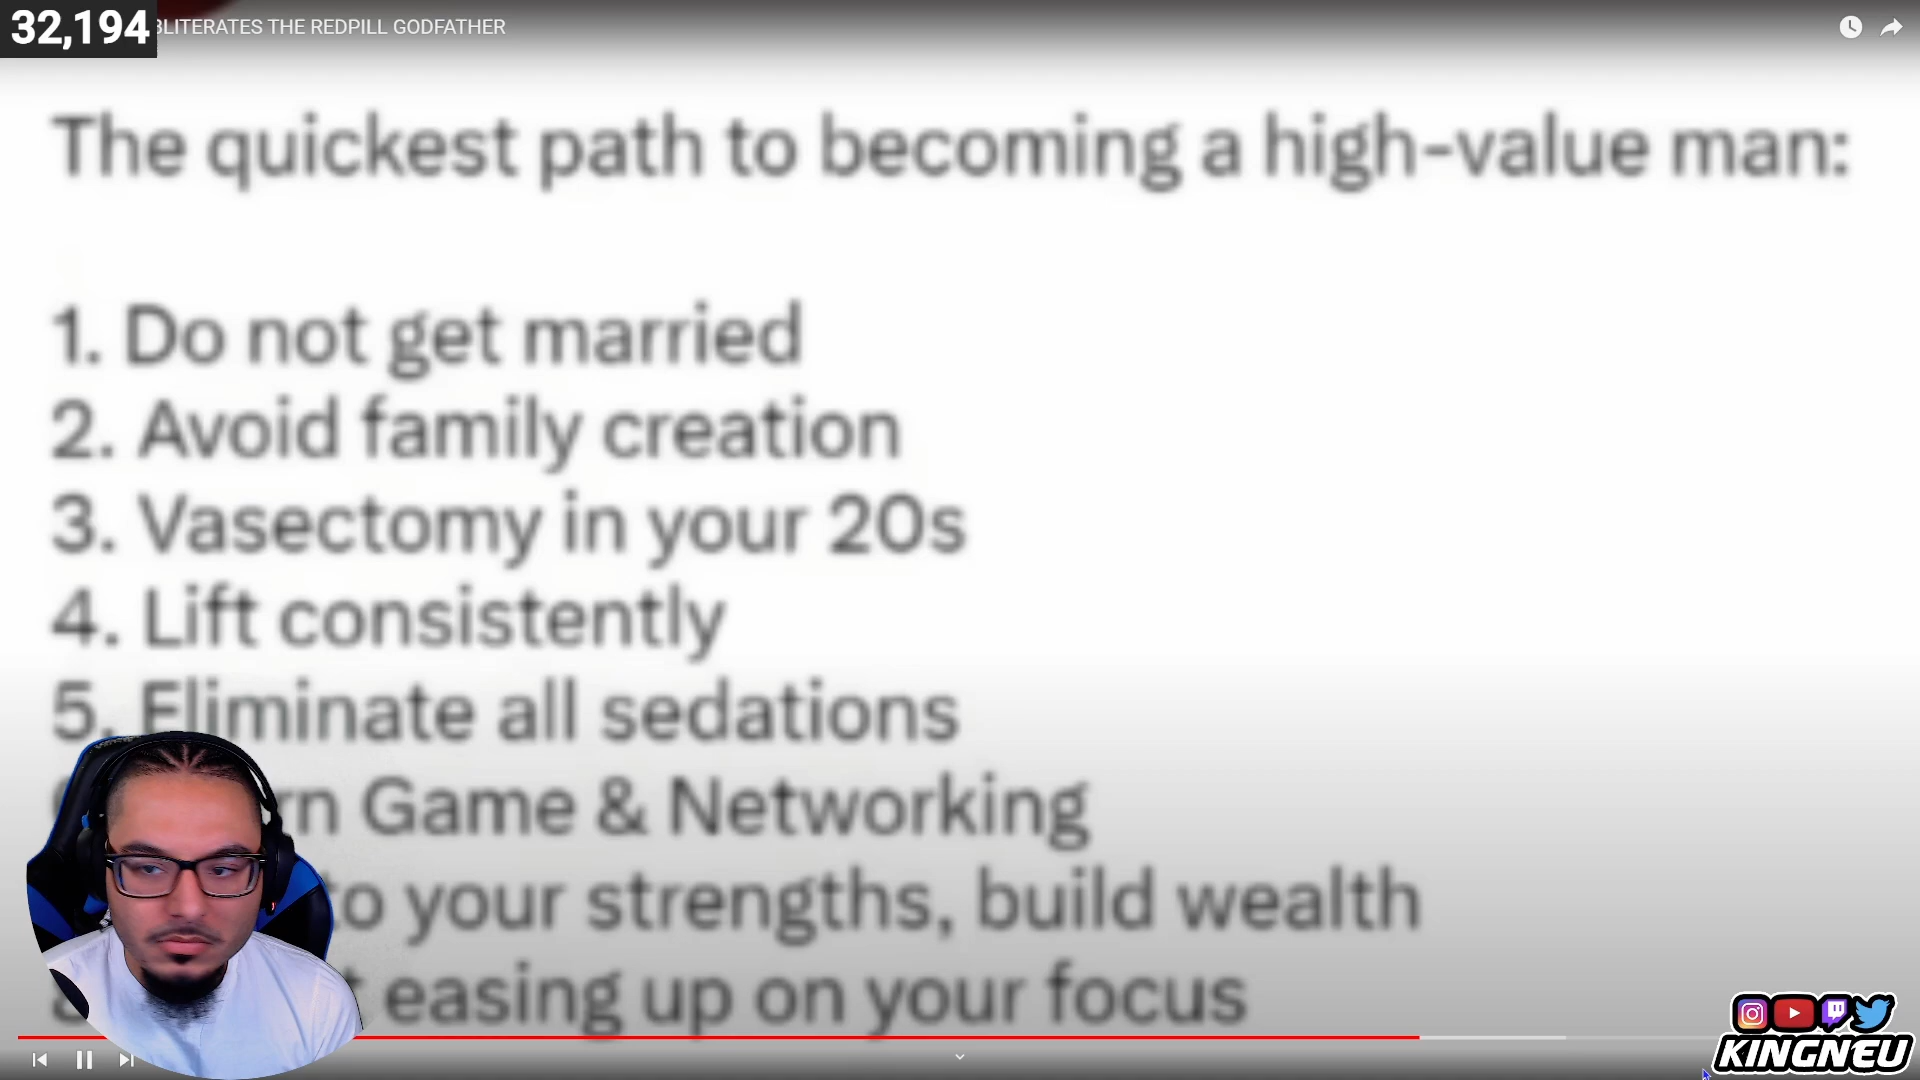 32,194
BLITERATES THE REDPILL GODFATHER
The quickest path to becoming a high-value man:
1. Do not get married
2. Avoid family creation
3. Vasectomy in your 20s
4. Lift consistently
5. Eliminate all sedations
rn Game & Networking
to your strengths, build wealth
easing up on your focus
KINGNEU